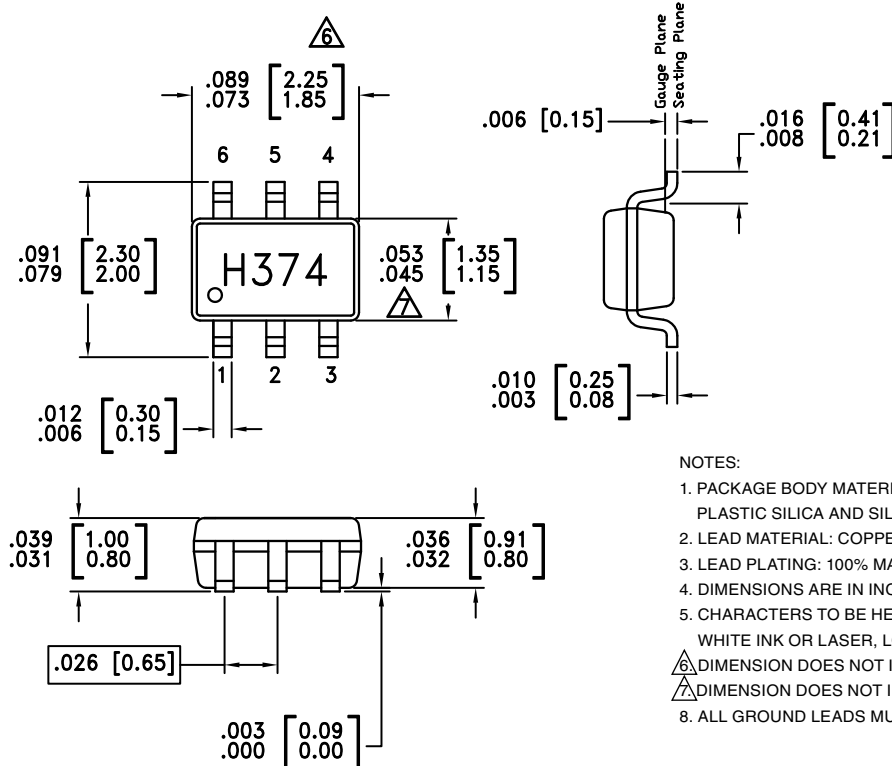 6
.089 [2.25]
.073 [1.85]
6 5 4
.091 [2.30]
.079 [2.00]
H374
.053 [1.35]
.045 [1.15]
7
1 2 3
.012 [0.30]
.006 [0.15]
Gauge Plane
Seating Plane
.006 [0.15]
.016 [0.41]
.008 [0.21]
.010 [0.25]
.003 [0.08]
.039 [1.00]
.031 [0.80]
.036 [0.91]
.032 [0.80]
.026 [0.65]
.003 [0.09]
.000 [0.00]
NOTES:
1. PACKAGE BODY MATERI
PLASTIC SILICA AND SIL
2. LEAD MATERIAL: COPPE
3. LEAD PLATING: 100% MA
4. DIMENSIONS ARE IN INC
5. CHARACTERS TO BE HE
WHITE INK OR LASER, L
6. DIMENSION DOES NOT I
7. DIMENSION DOES NOT I
8. ALL GROUND LEADS MU